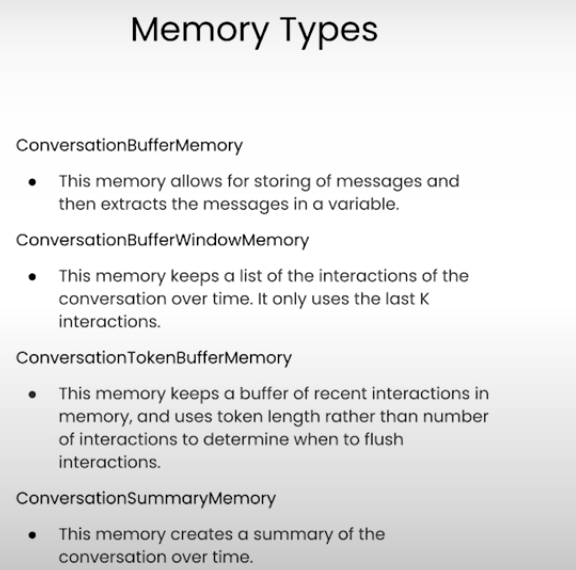 Memory Types
ConversationBufferMemory
• This memory allows for storing of messages and
then extracts the messages in a variable.
ConversationBufferWindowMemory
• This memory keeps a list of the interactions of the
conversation over time. It only uses the last K
interactions.
ConversationTokenBufferMemory
• This memory keeps a buffer of recent interactions in
memory, and uses token length rather than number
of interactions to determine when to flush
interactions.
ConversationSummaryMemory
• This memory creates a summary of the
conversation over time.